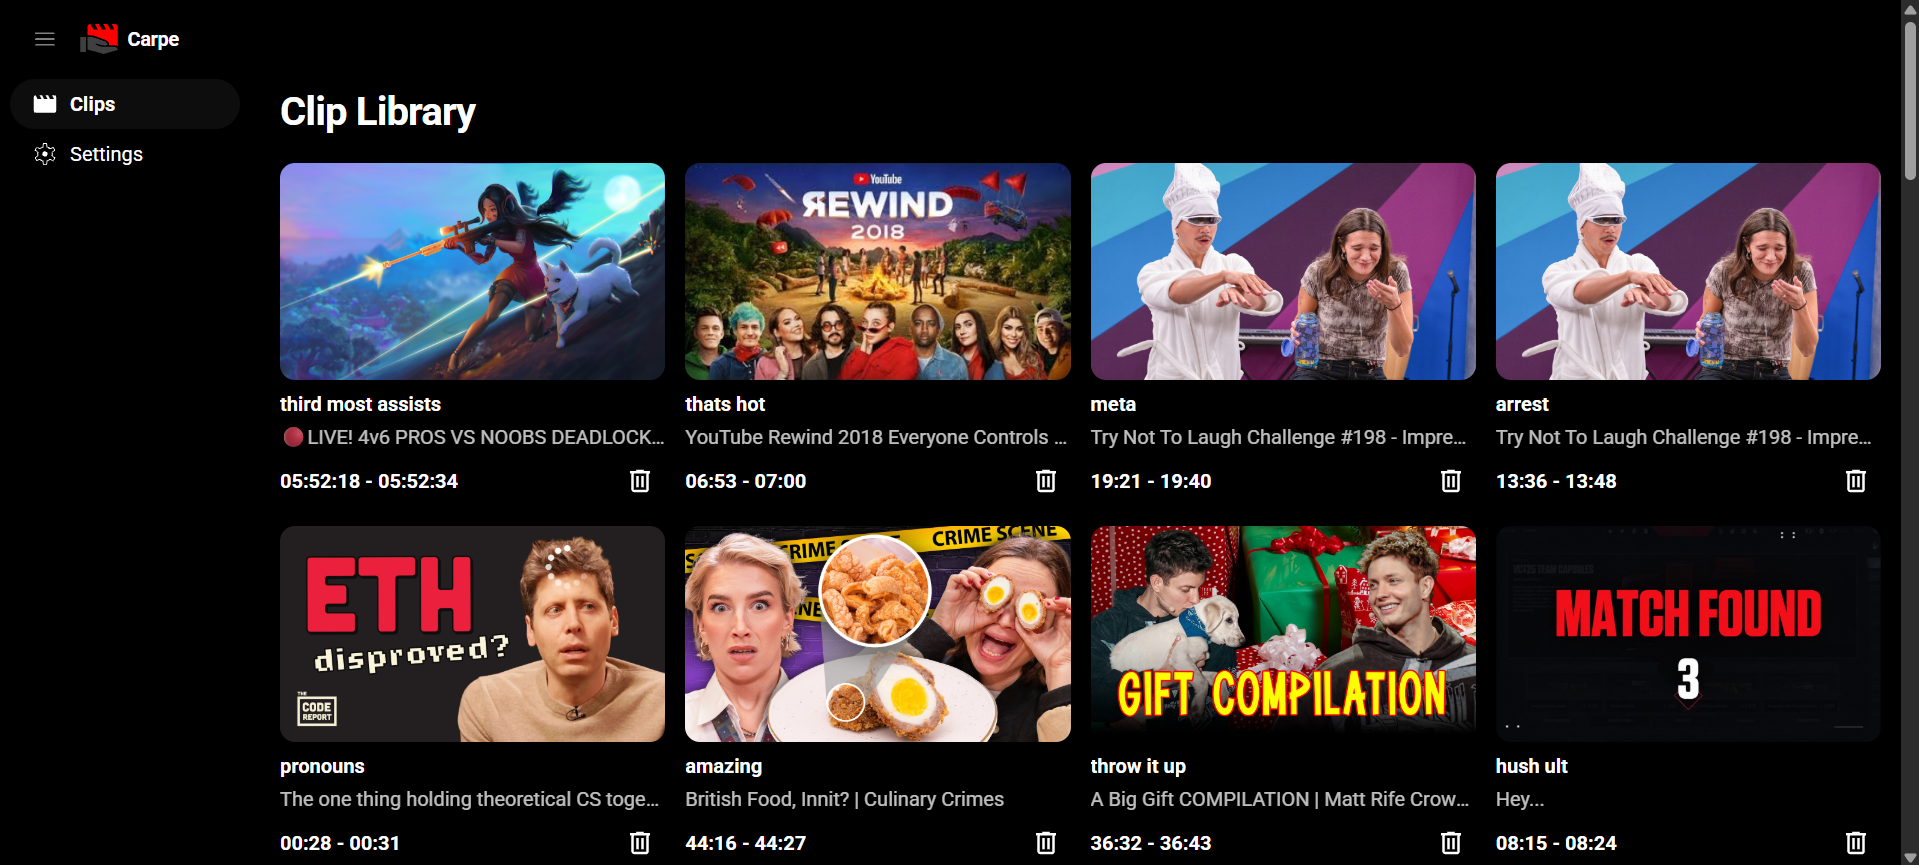 Carpe
Clips
Settings
Clip Library
YouTube
REWIND
2018
third most assists
🔴 LIVE! 4v6 PROS VS NOOBS DEADLOCK...
05:52:18 - 05:52:34
thats hot
YouTube Rewind 2018 Everyone Controls ...
06:53 - 07:00
meta
Try Not To Laugh Challenge #198 - Impre...
19:21 - 19:40
arrest
Try Not To Laugh Challenge #198 - Impre...
13:36 - 13:48
ETH
disproved?
THE
CODE
REPORT
pronouns
The one thing holding theoretical CS toge...
00:28 - 00:31
CRIME
CRIME SCENE
amazing
British Food, Innit? | Culinary Crimes
44:16 - 44:27
GIFT COMPILATION
throw it up
A Big Gift COMPILATION | Matt Rife Crow...
36:32 - 36:43
VCT25 TEAM CAPSULES
MATCH FOUND
3
hush ult
Hey...
08:15 - 08:24